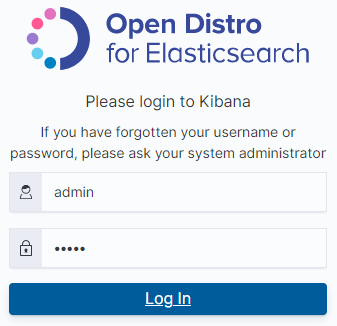 Open Distro
for Elasticsearch
Please login to Kibana
If you have forgotten your username or
password, please ask your system administrator
admin
•••••
Log In